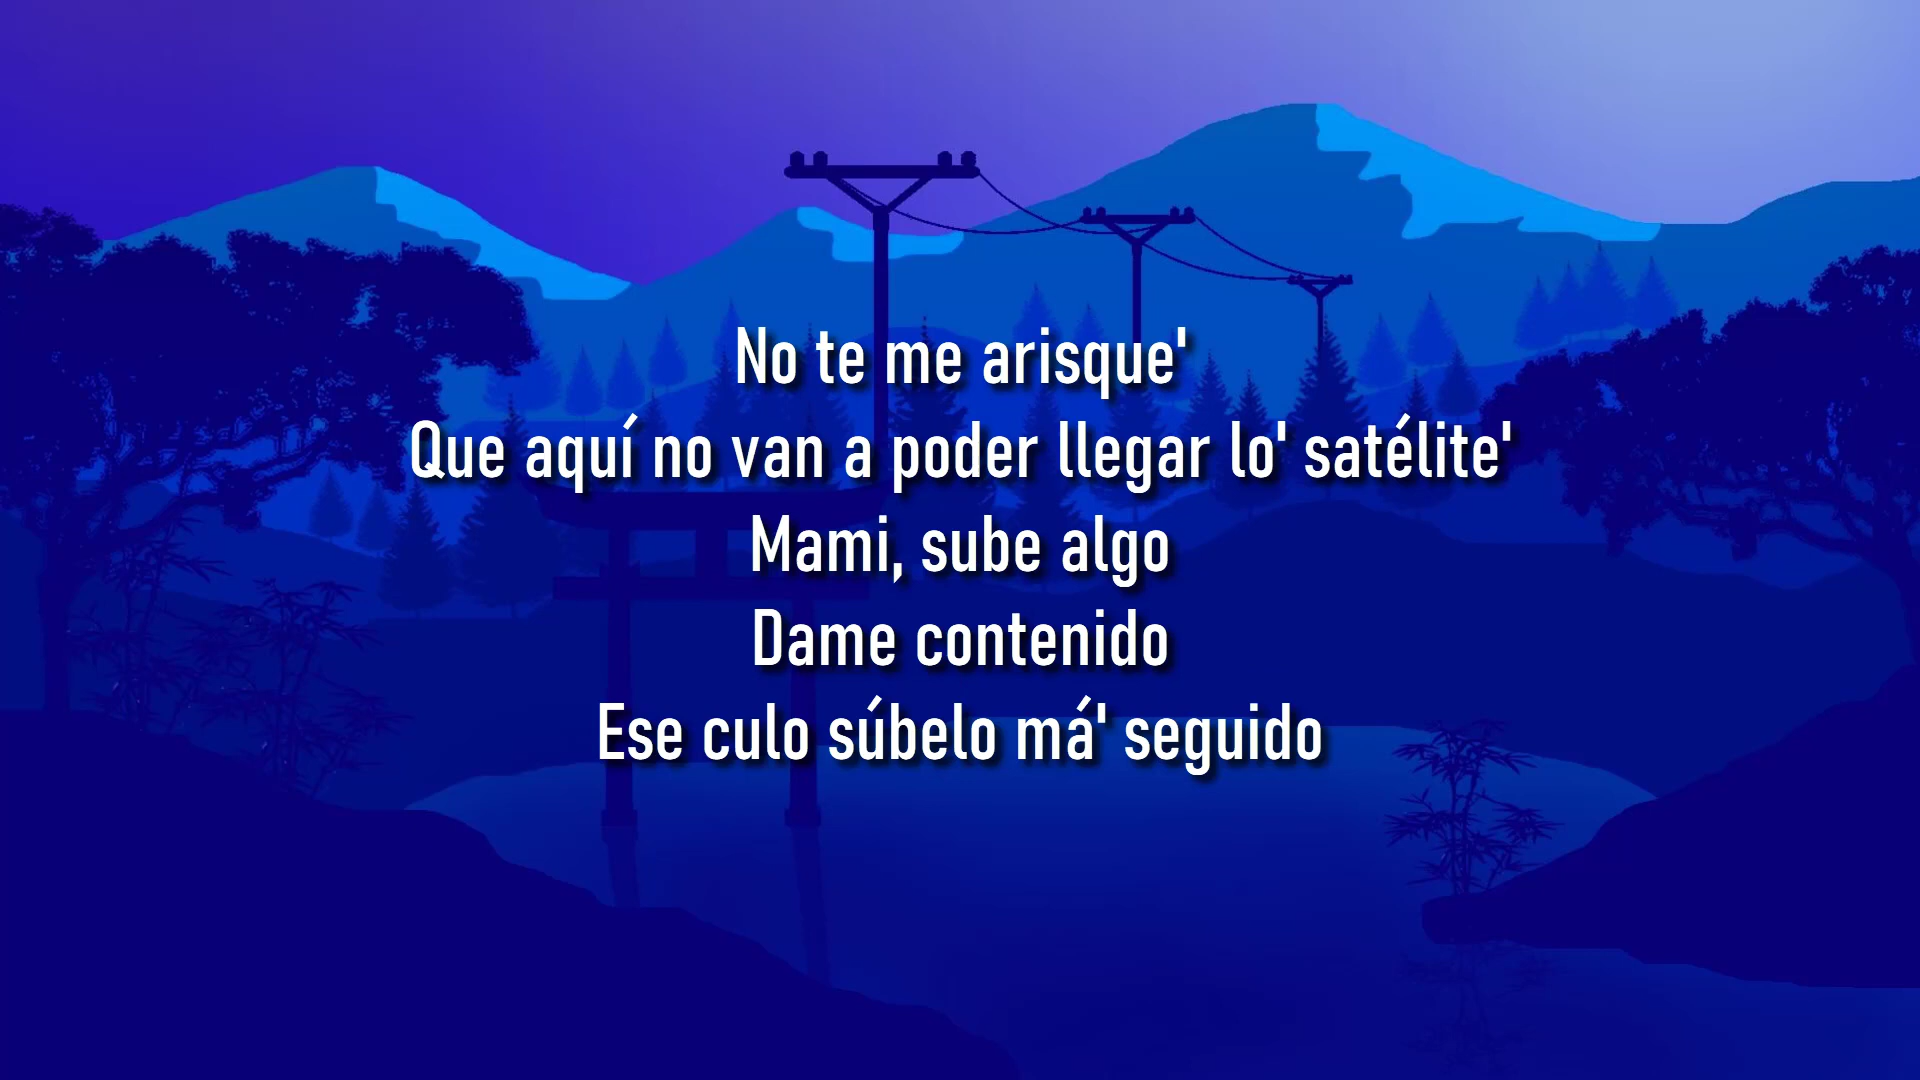 No te me arisque'
Que aquí no van a poder llegar lo' satélite'
Mami, sube algo
Dame contenido
Ese culo súbelo má' seguido